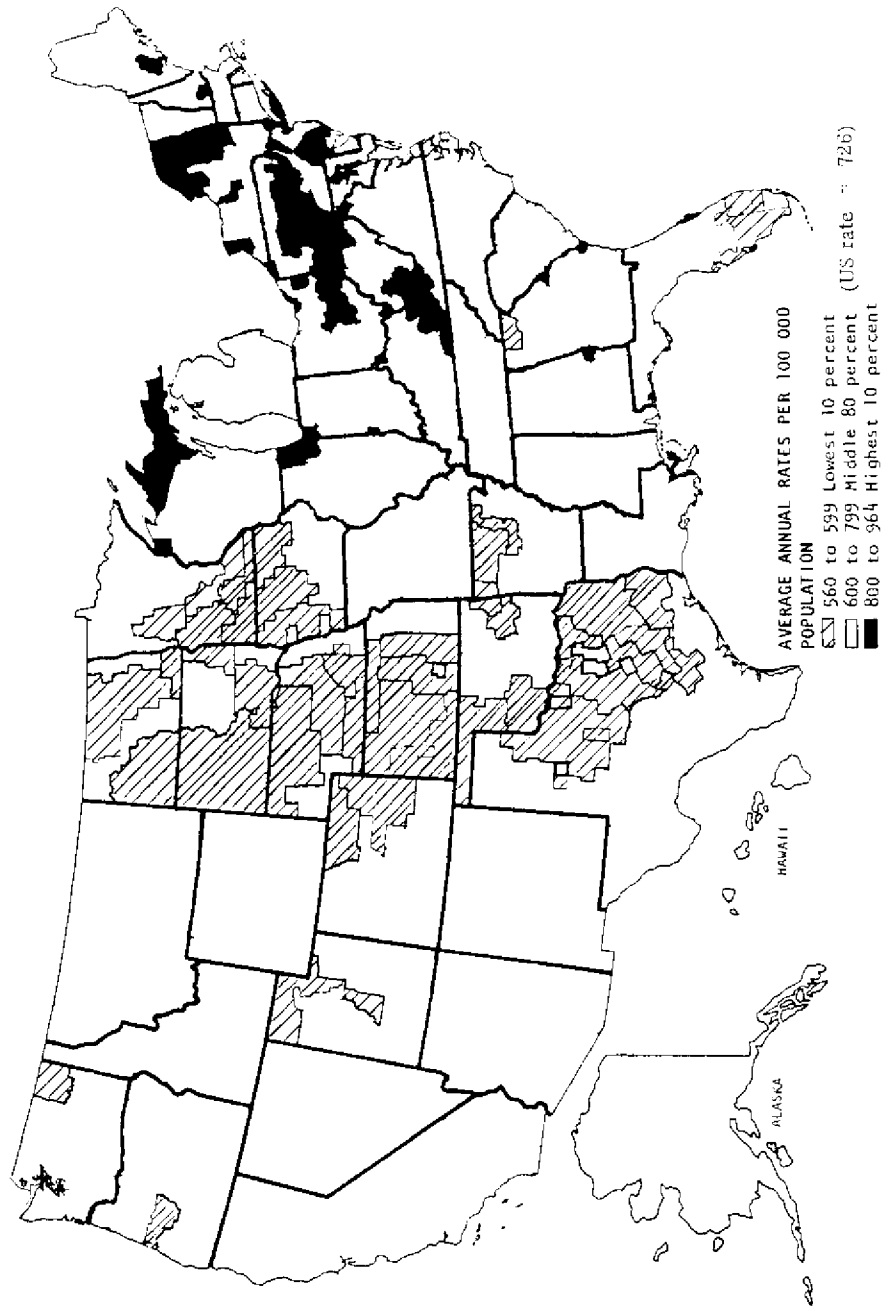 AVERAGE ANNUAL RATES PER 100 000
POPULATION
560 to 599 Lowest 10 percent
600 to 799 Middle 80 percent (US rate = 726)
800 to 964 Highest 10 percent
HAWAII
ALASKA